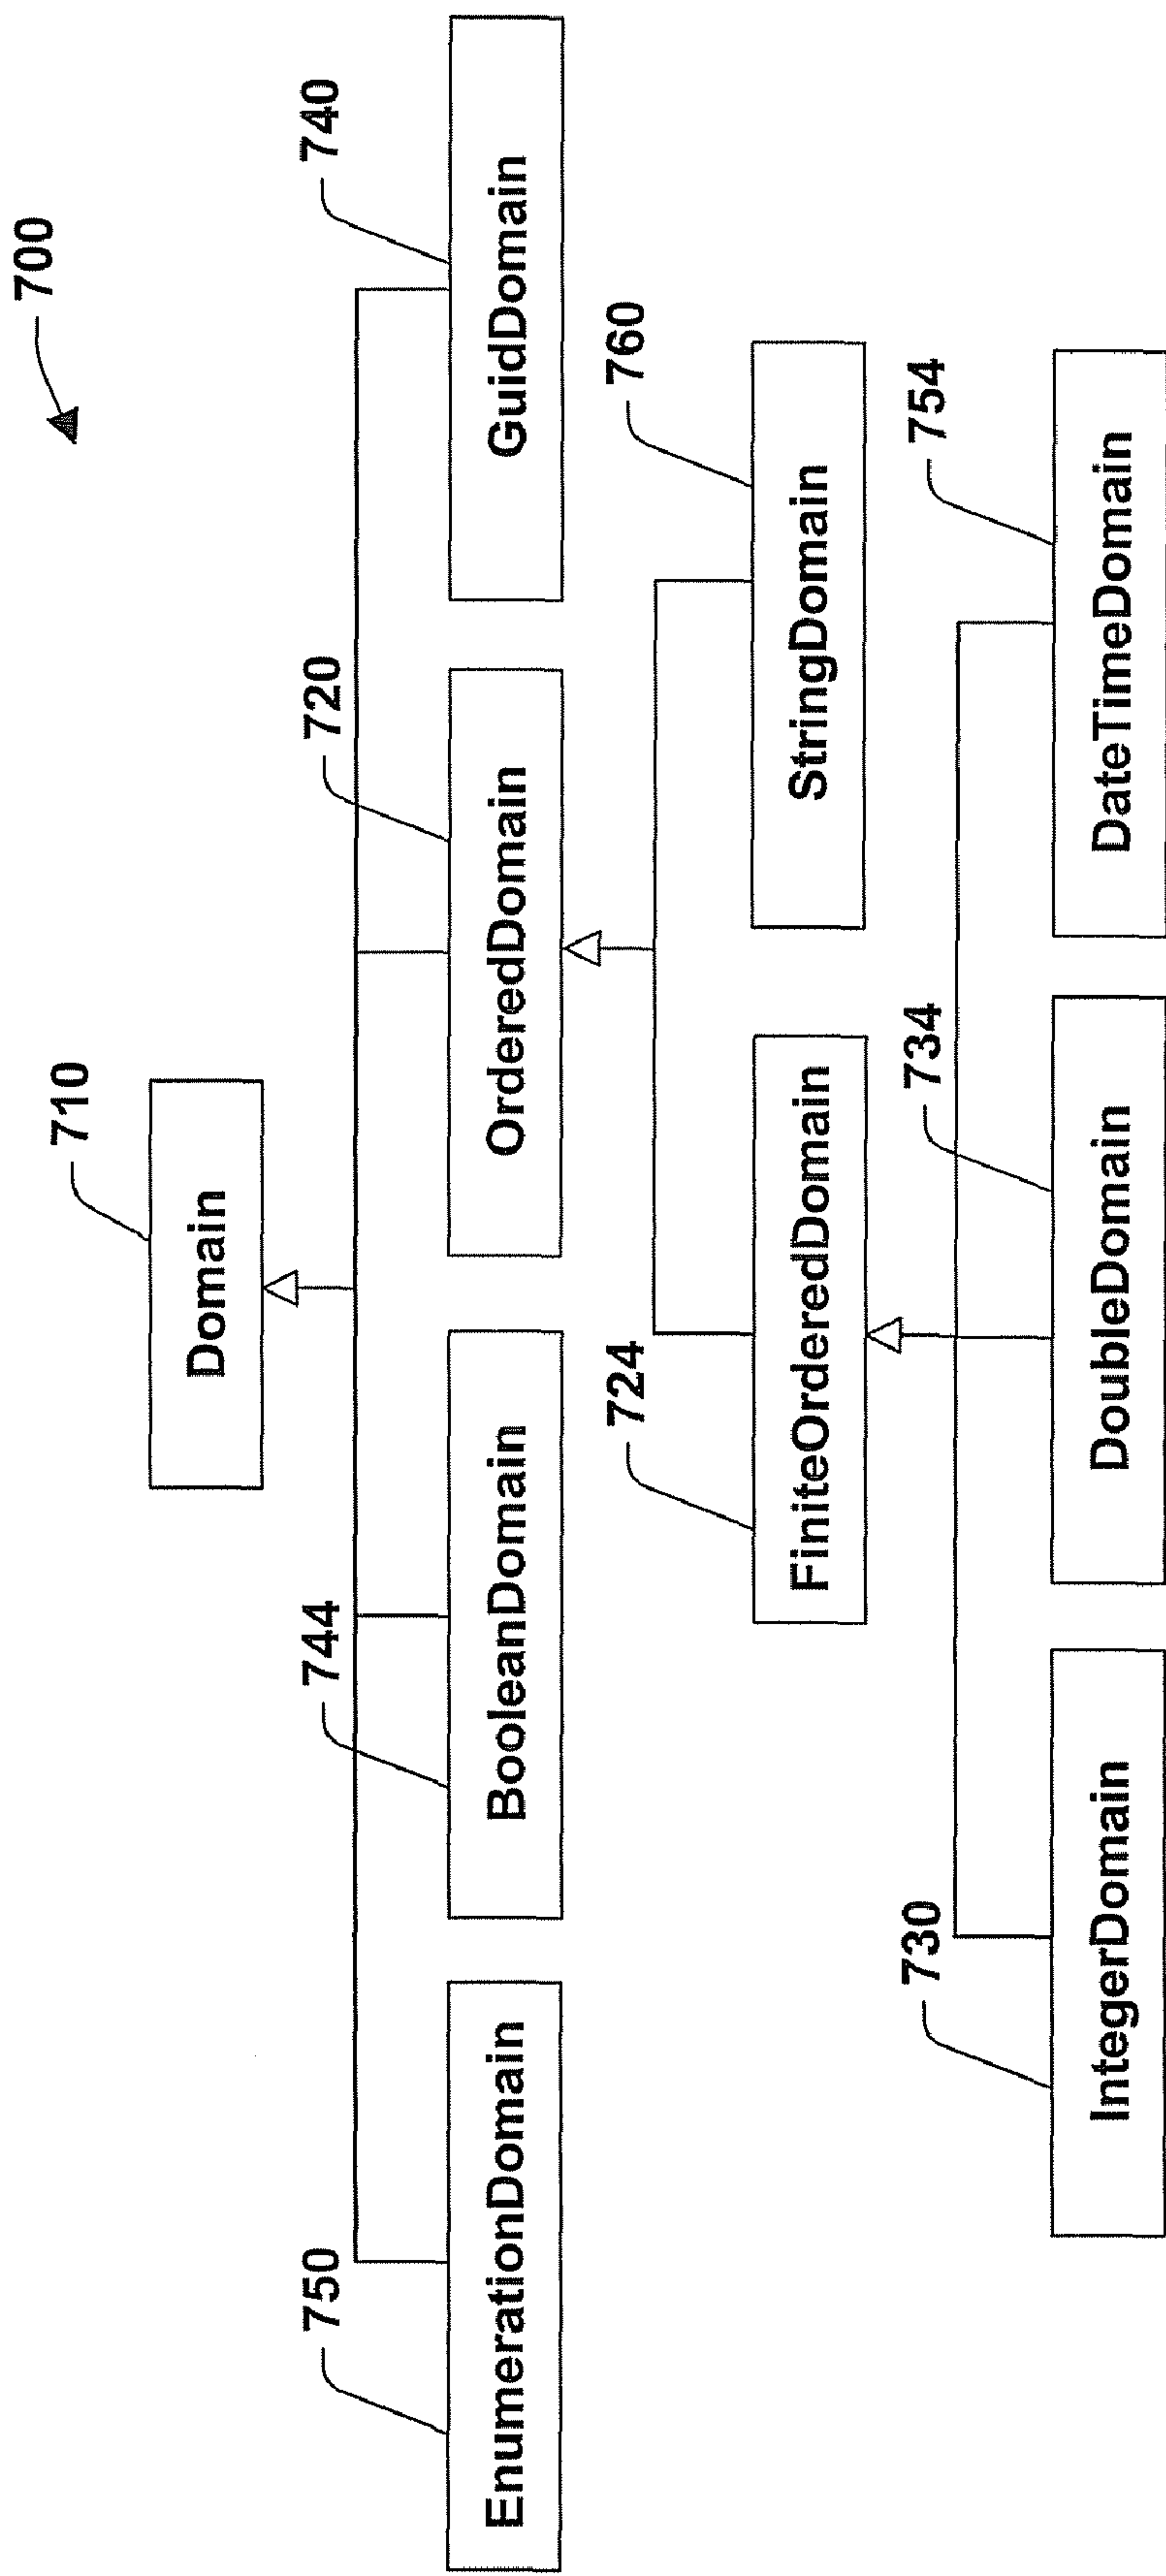 700
710
Domain
750
744
720
740
EnumerationDomain
BooleanDomain
OrderedDomain
GuidDomain
724
760
FiniteOrderedDomain
StringDomain
730
734
754
IntegerDomain
DoubleDomain
DateTimeDomain